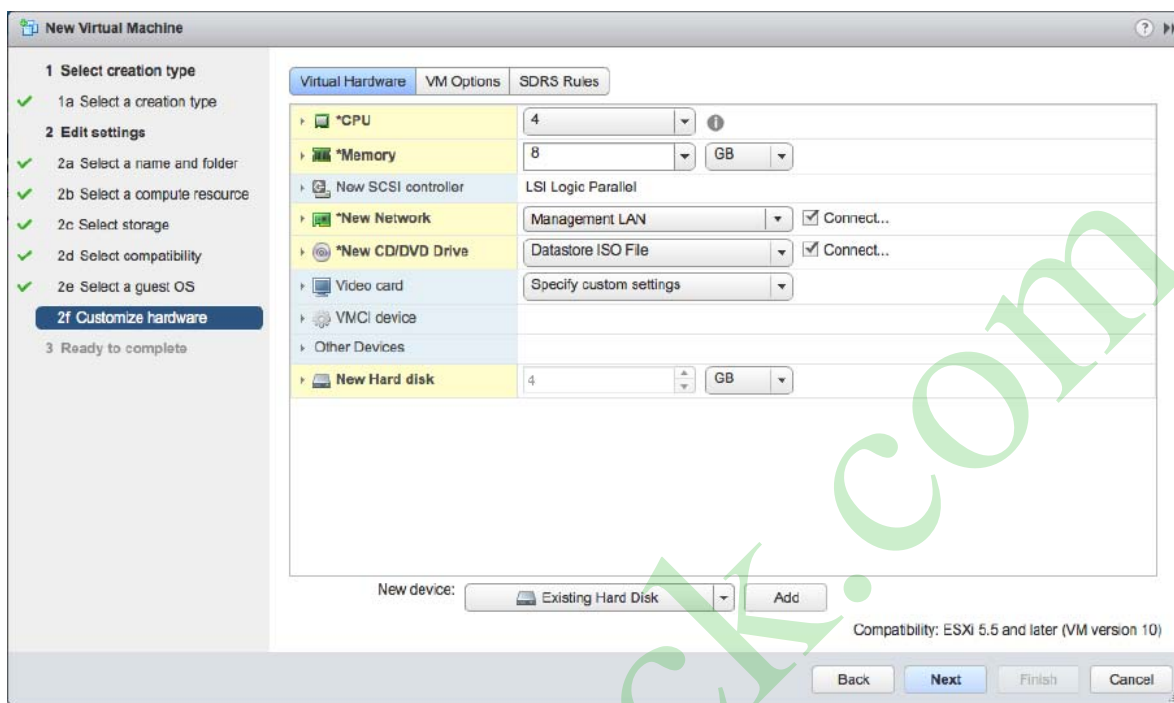 New Virtual Machine
1 Select creation type
1a Select a creation type
2 Edit settings
2a Select a name and folder
2b Select a compute resource
2c Select storage
2d Select compatibility
2e Select a guest OS
2f Customize hardware
3 Ready to complete
Virtual Hardware VM Options SDRS Rules
*CPU 4
*Memory 8 GB
New SCSI controller LSI Logic Parallel
*New Network Management LAN Connect...
*New CD/DVD Drive Datastore ISO File Connect...
Video card Specify custom settings
VMCI device
Other Devices
New Hard disk 4 GB
New device: Existing Hard Disk Add
Compatibility: ESXi 5.5 and later (VM version 10)
Back Next Finish Cancel
ck.com